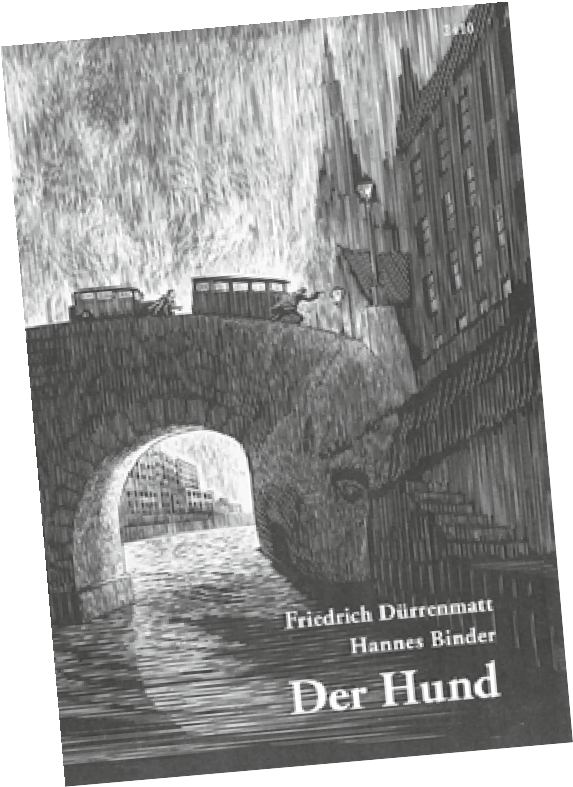 Friedrich Dürrenmatt
Hannes Binder
Der Hund